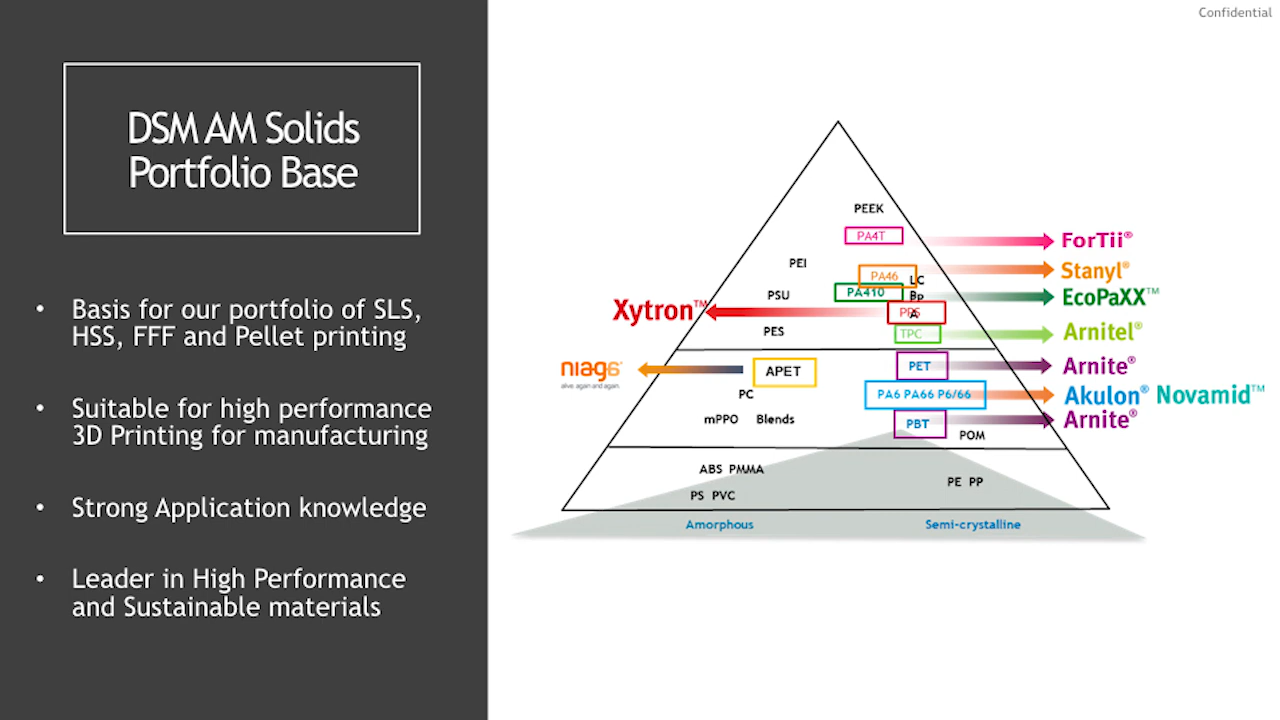 Confidential
DSM AM Solids
Portfolio Base
• Basis for our portfolio of SLS,
HSS, FFF and Pellet printing
• Suitable for high performance
3D Printing for manufacturing
• Strong Application knowledge
• Leader in High Performance
and Sustainable materials
PEEK
PA4T
ForTii®
PEI
PA46
LC
Stanyl®
PSU
PA410
P
PP
EcoPaXX™
Xytron™
PPS
A
PES
TPC
Arnitel®
niaga®
alive again and again.
APET
PET
Arnite®
PC
PA6 PA66 P6/66
Akulon® Novamid™
mPPO Blends
PBT
Arnite®
POM
ABS PMMA
PE PP
PS PVC
Amorphous
Semi-crystalline